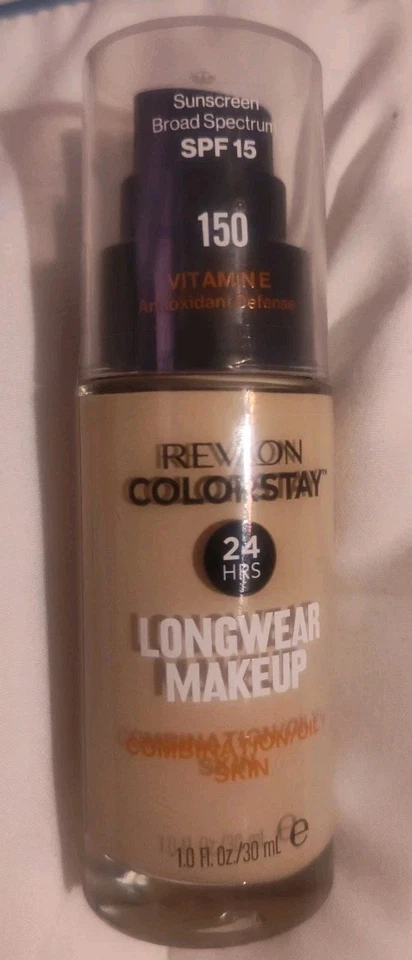 Sunscreen
Broad Spectrum
SPF 15
150
VITAMIN E
Antioxidant Defense
REVLON
COLORSTAY™
24
HRS
LONGWEAR
MAKEUP
COMBINATION/OILY
SKIN
1.0 fl. Oz./30 mL e